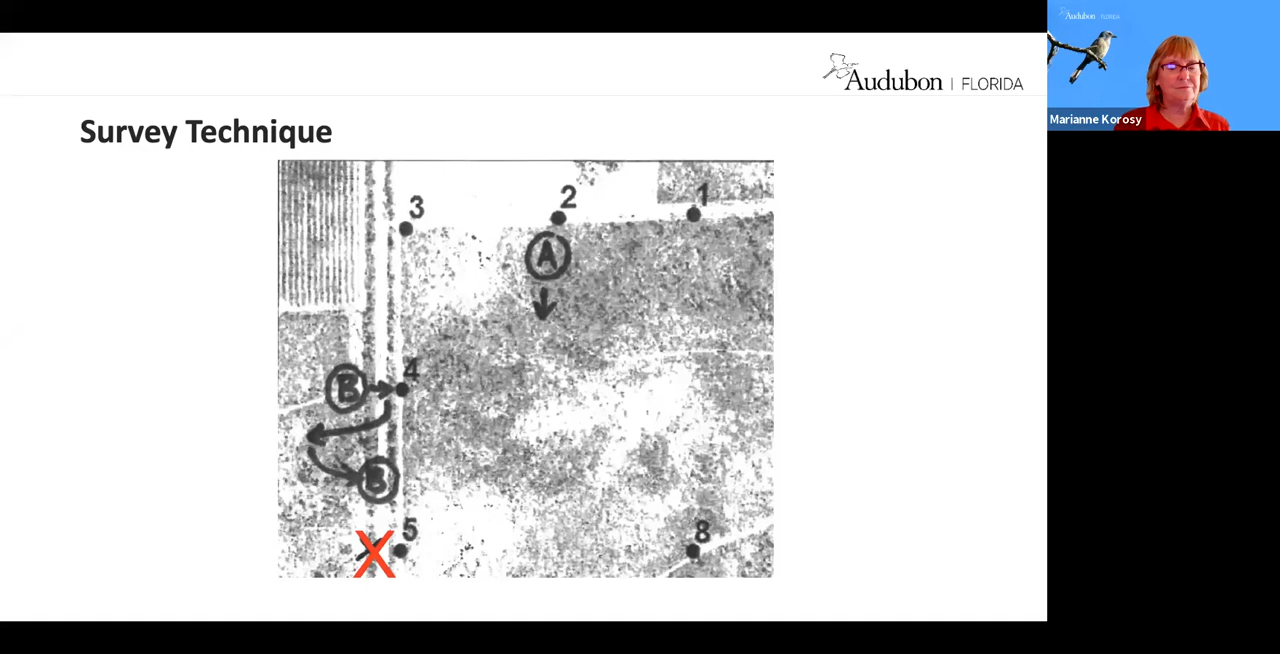 Audubon | FLORIDA
Audubon | FLORIDA
Marianne Korosy
Survey Technique
3
2
1
A
4
B
B
5
8
X